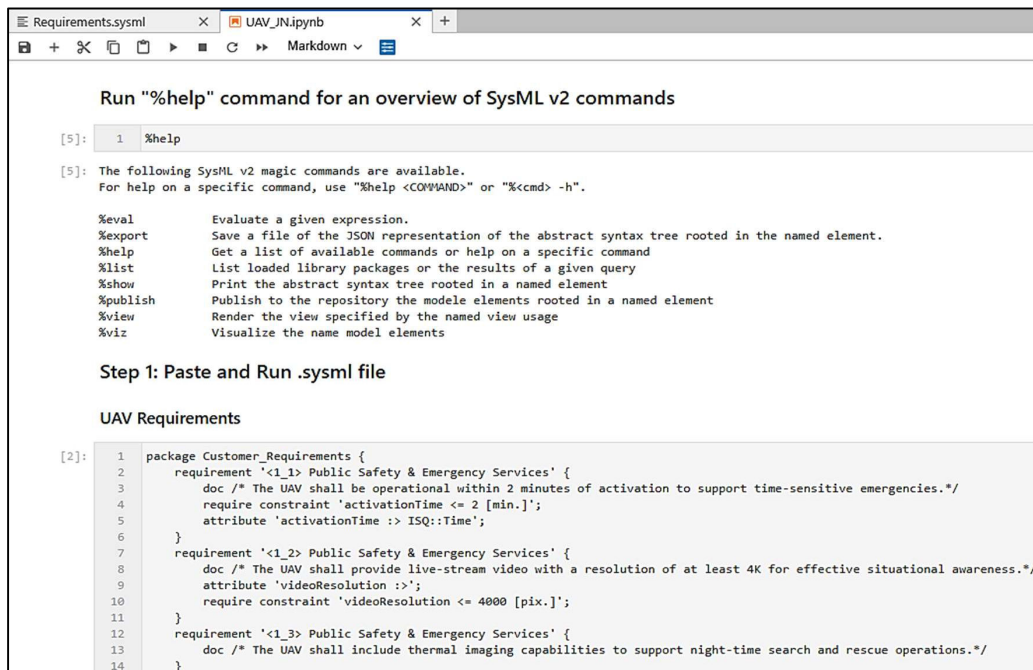 Requirements.sysml
UAV_JN.ipynb
Markdown
Run "%help" command for an overview of SysML v2 commands
[5]: 1 %help
[5]: The following SysML v2 magic commands are available.
For help on a specific command, use "%help <COMMAND>" or "%<cmd> -h".
%eval Evaluate a given expression.
%export Save a file of the JSON representation of the abstract syntax tree rooted in the named element.
%help Get a list of available commands or help on a specific command
%list List loaded library packages or the results of a given query
%show Print the abstract syntax tree rooted in a named element
%publish Publish to the repository the modele elements rooted in a named element
%view Render the view specified by the named view usage
%viz Visualize the name model elements
Step 1: Paste and Run .sysml file
UAV Requirements
[2]: 1 package Customer_Requirements {
2 requirement '<1_1> Public Safety & Emergency Services' {
3 doc /* The UAV shall be operational within 2 minutes of activation to support time-sensitive emergencies.*/
4 require constraint 'activationTime <= 2 [min.]';
5 attribute 'activationTime :> ISQ::Time';
6 }
7 requirement '<1_2> Public Safety & Emergency Services' {
8 doc /* The UAV shall provide live-stream video with a resolution of at least 4K for effective situational awareness.*/
9 attribute 'videoResolution :>';
10 require constraint 'videoResolution <= 4000 [pix.]';
11 }
12 requirement '<1_3> Public Safety & Emergency Services' {
13 doc /* The UAV shall include thermal imaging capabilities to support night-time search and rescue operations.*/
14 }